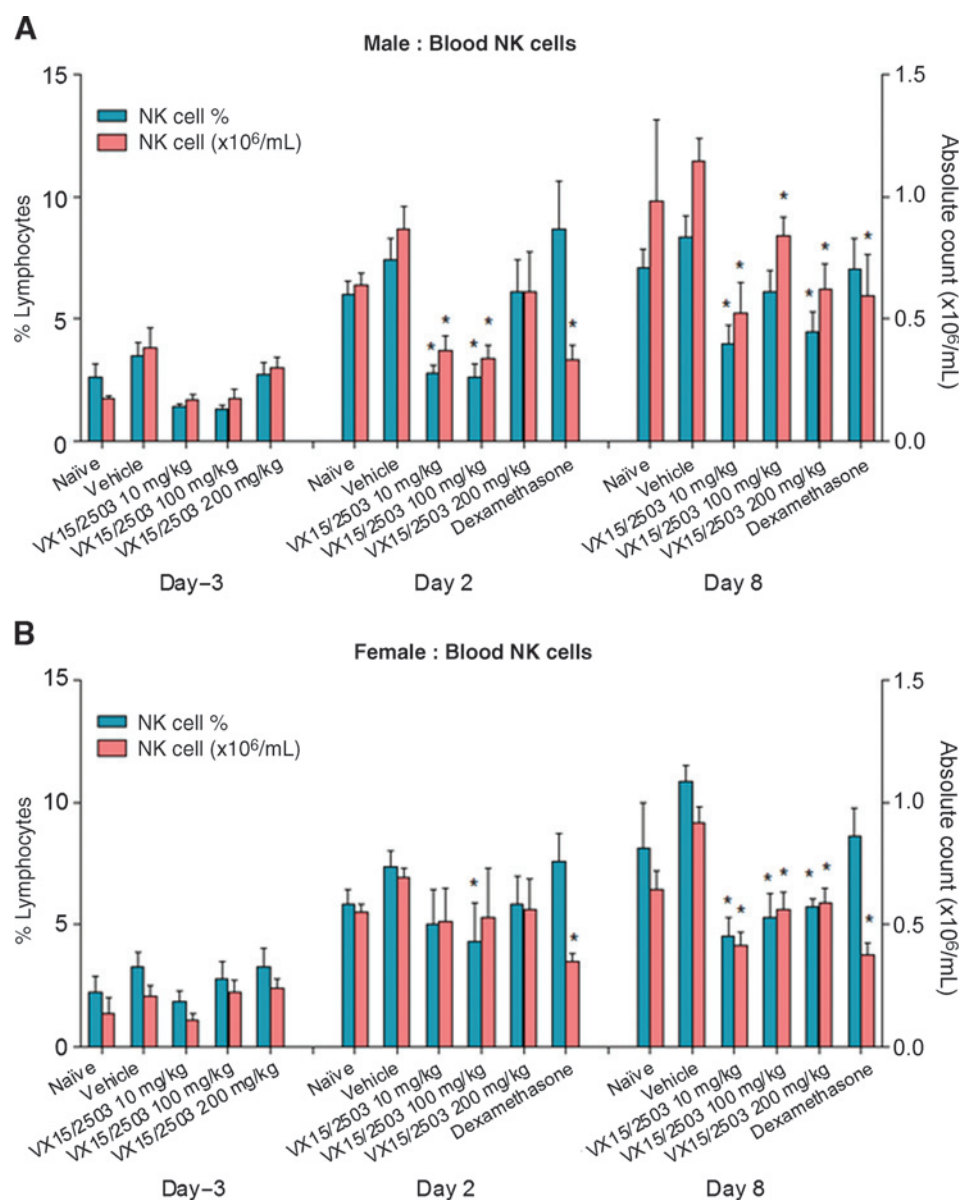 A
Male : Blood NK cells
15
10
5
0
% Lymphocytes
NK cell %
NK cell (x10⁶/mL)
1.5
1.0
0.5
0.0
Absolute count (x10⁶/mL)
* * * * * * * * * * *
Naïve
Vehicle
VX15/2503 10 mg/kg
VX15/2503 100 mg/kg
VX15/2503 200 mg/kg
Naïve
Vehicle
VX15/2503 10 mg/kg
VX15/2503 100 mg/kg
VX15/2503 200 mg/kg
Dexamethasone
Naïve
Vehicle
VX15/2503 10 mg/kg
VX15/2503 100 mg/kg
VX15/2503 200 mg/kg
Dexamethasone
Day–3
Day 2
Day 8
B
Female : Blood NK cells
15
10
5
0
% Lymphocytes
NK cell %
NK cell (x10⁶/mL)
1.5
1.0
0.5
0.0
Absolute count (x10⁶/mL)
* * * * * * * * *
Naïve
Vehicle
VX15/2503 10 mg/kg
VX15/2503 100 mg/kg
VX15/2503 200 mg/kg
Naïve
Vehicle
VX15/2503 10 mg/kg
VX15/2503 100 mg/kg
VX15/2503 200 mg/kg
Dexamethasone
Naïve
Vehicle
VX15/2503 10 mg/kg
VX15/2503 100 mg/kg
VX15/2503 200 mg/kg
Dexamethasone
Day–3
Day 2
Day 8